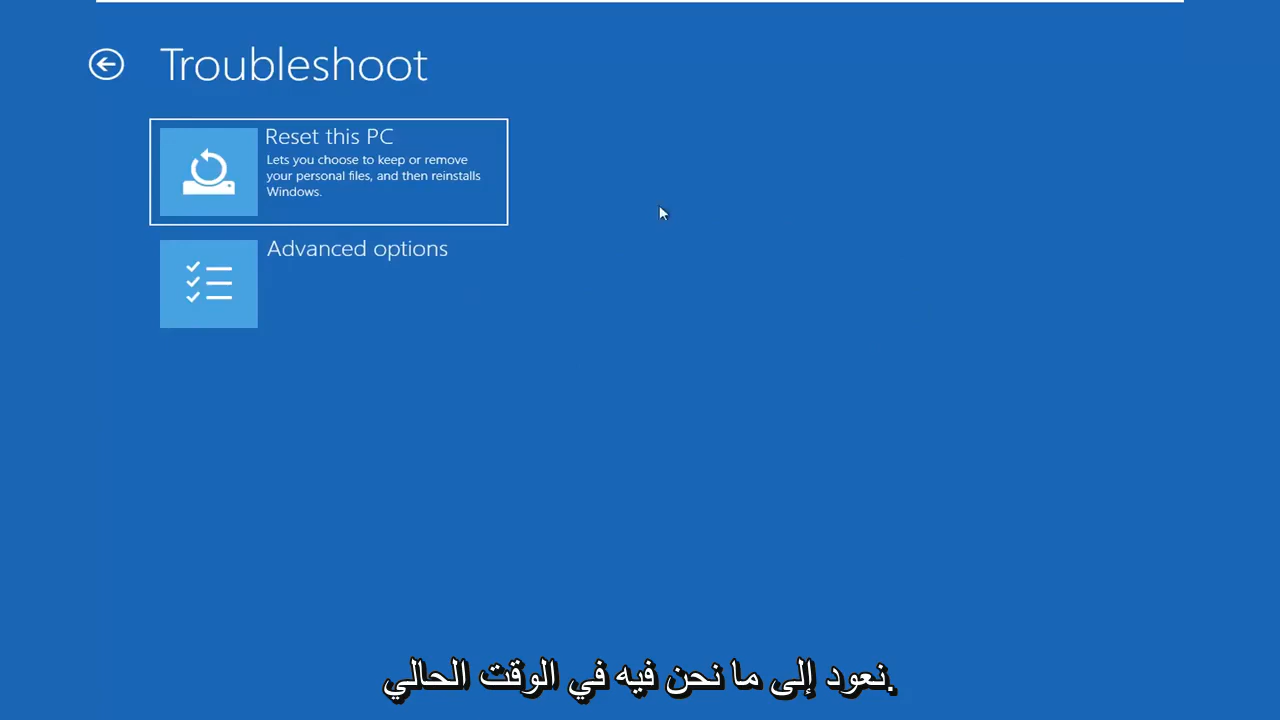 Troubleshoot
Reset this PC
Lets you choose to keep or remove
your personal files, and then reinstalls
Windows.
Advanced options
نعود إلى ما نحن فيه في الوقت الحالي.